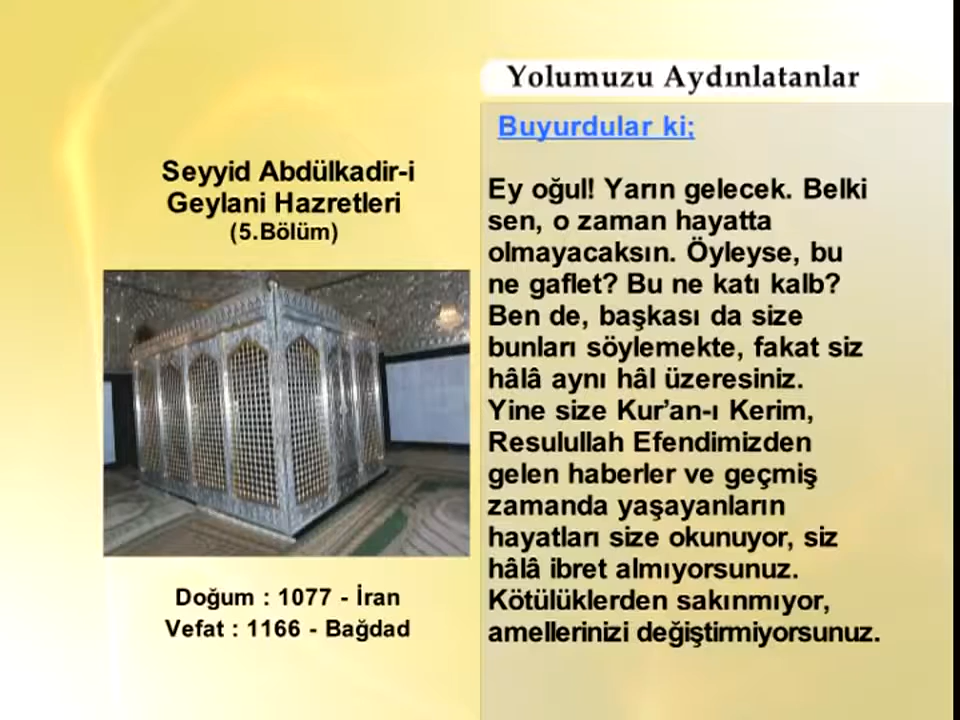 Yolumuzu Aydınlatanlar
Seyyid Abdülkadir-i
Geylani Hazretleri
(5.Bölüm)
Doğum : 1077 - İran
Vefat : 1166 - Bağdad
Buyurdular ki;
Ey oğul! Yarın gelecek. Belki
sen, o zaman hayatta
olmayacaksın. Öyleyse, bu
ne gaflet? Bu ne katı kalb?
Ben de, başkası da size
bunları söylemekte, fakat siz
hâlâ aynı hâl üzeresiniz.
Yine size Kur’an-ı Kerim,
Resulullah Efendimizden
gelen haberler ve geçmiş
zamanda yaşayanların
hayatları size okunuyor, siz
hâlâ ibret almıyorsunuz.
Kötülüklerden sakınmıyor,
amellerinizi değiştirmiyorsunuz.